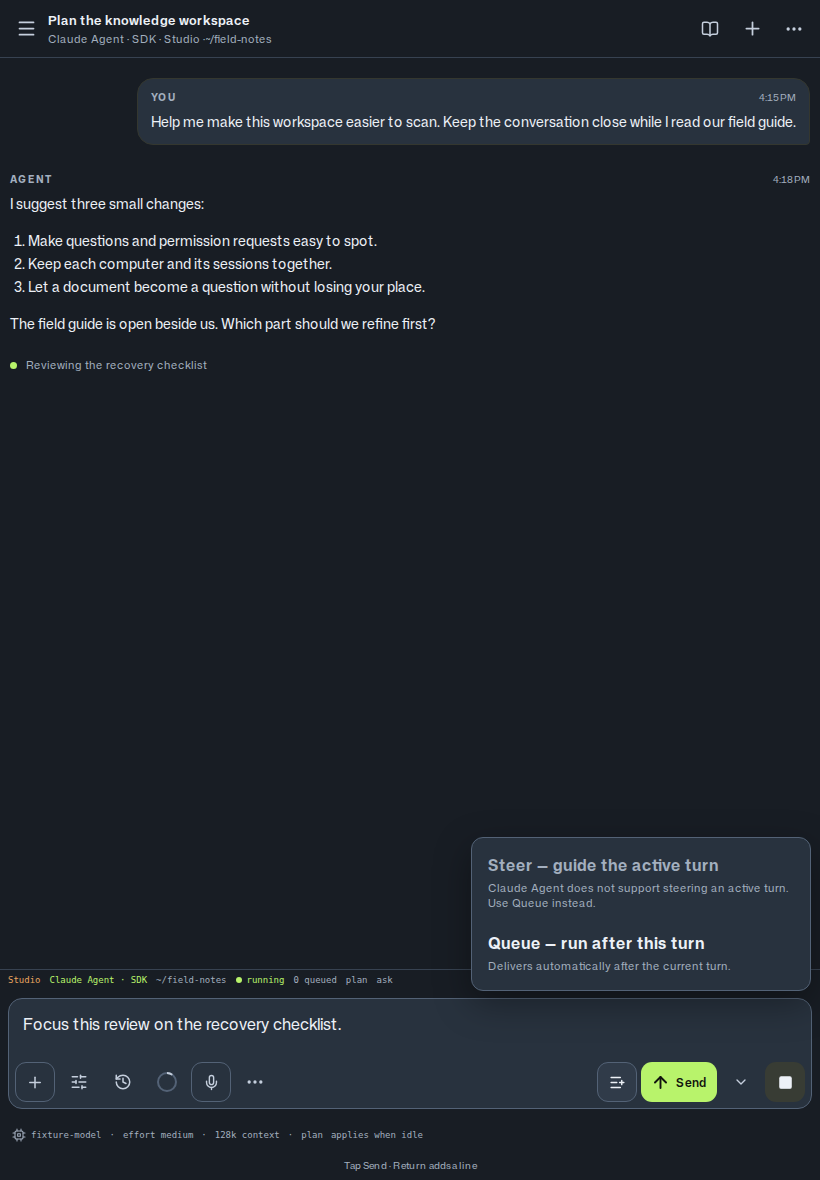 Plan the knowledge workspace
Claude Agent · SDK · Studio · ~/field-notes
YOU
4:15 PM
Help me make this workspace easier to scan. Keep the conversation close while I read our field guide.
AGENT
4:18 PM
I suggest three small changes:
1. Make questions and permission requests easy to spot.
2. Keep each computer and its sessions together.
3. Let a document become a question without losing your place.
The field guide is open beside us. Which part should we refine first?
Reviewing the recovery checklist
Steer — guide the active turn
Claude Agent does not support steering an active turn.
Use Queue instead.
Queue — run after this turn
Delivers automatically after the current turn.
Studio Claude Agent · SDK ~/field-notes running 0 queued plan ask
Focus this review on the recovery checklist.
Send
fixture-model · effort medium · 128k context · plan applies when idle
Tap Send · Return adds a line